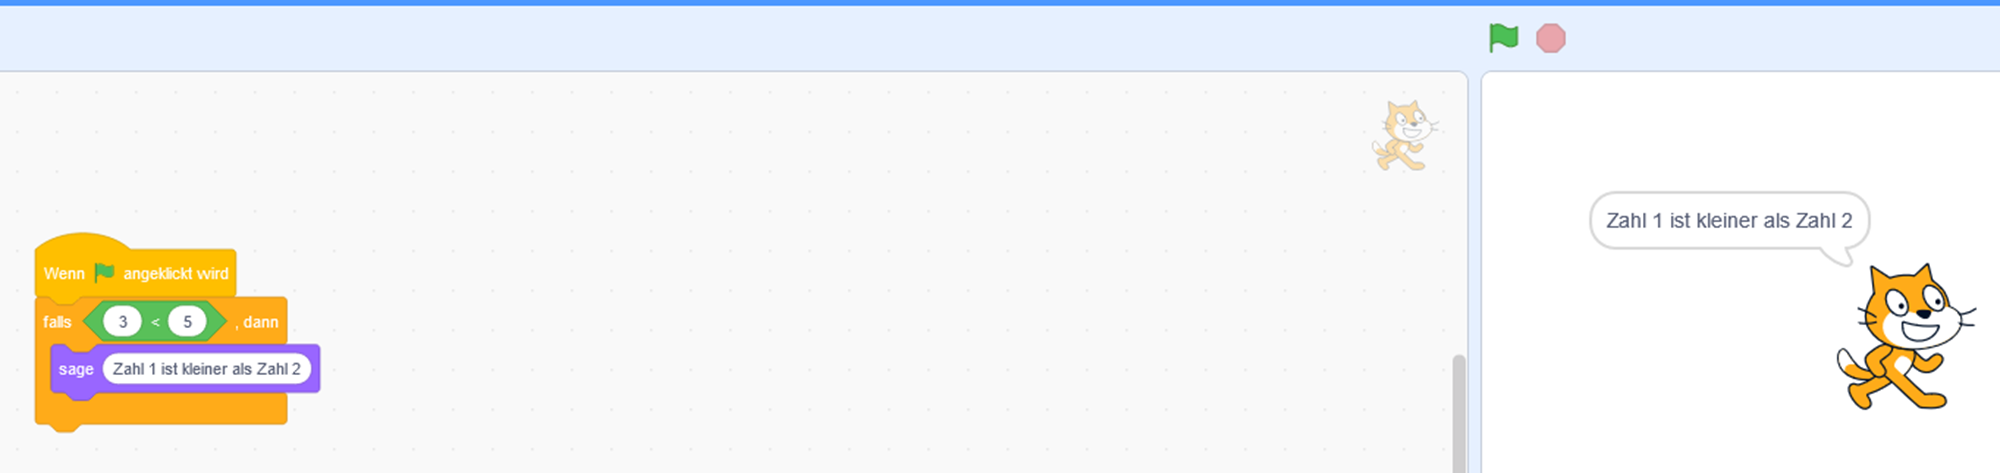 Wenn angeklickt wird
falls 3 < 5 , dann
sage Zahl 1 ist kleiner als Zahl 2
Zahl 1 ist kleiner als Zahl 2